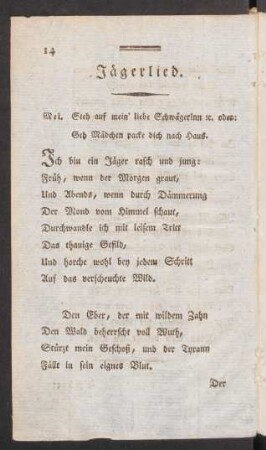 14
Jägerlied.
Mel. Steh auf mein' liebe Schwägerinn ꝛc. oder:
Geh Mädchen packe dich nach Haus.
Ich bin ein Jäger rasch und jung:
Früh, wenn der Morgen graut,
Und Abends, wenn durch Dämmerung
Der Mond vom Himmel schaut,
Durchwandle ich mit leisem Tritt
Das thauige Gefild,
Und horche wohl bey jedem Schritt
Auf das verscheuchte Wild.
Den Eber, der mit wildem Zahn
Den Wald beherrscht voll Wuth,
Stürzt mein Geschoß, und der Tyrann
Fällt in sein eignes Blut.
Der